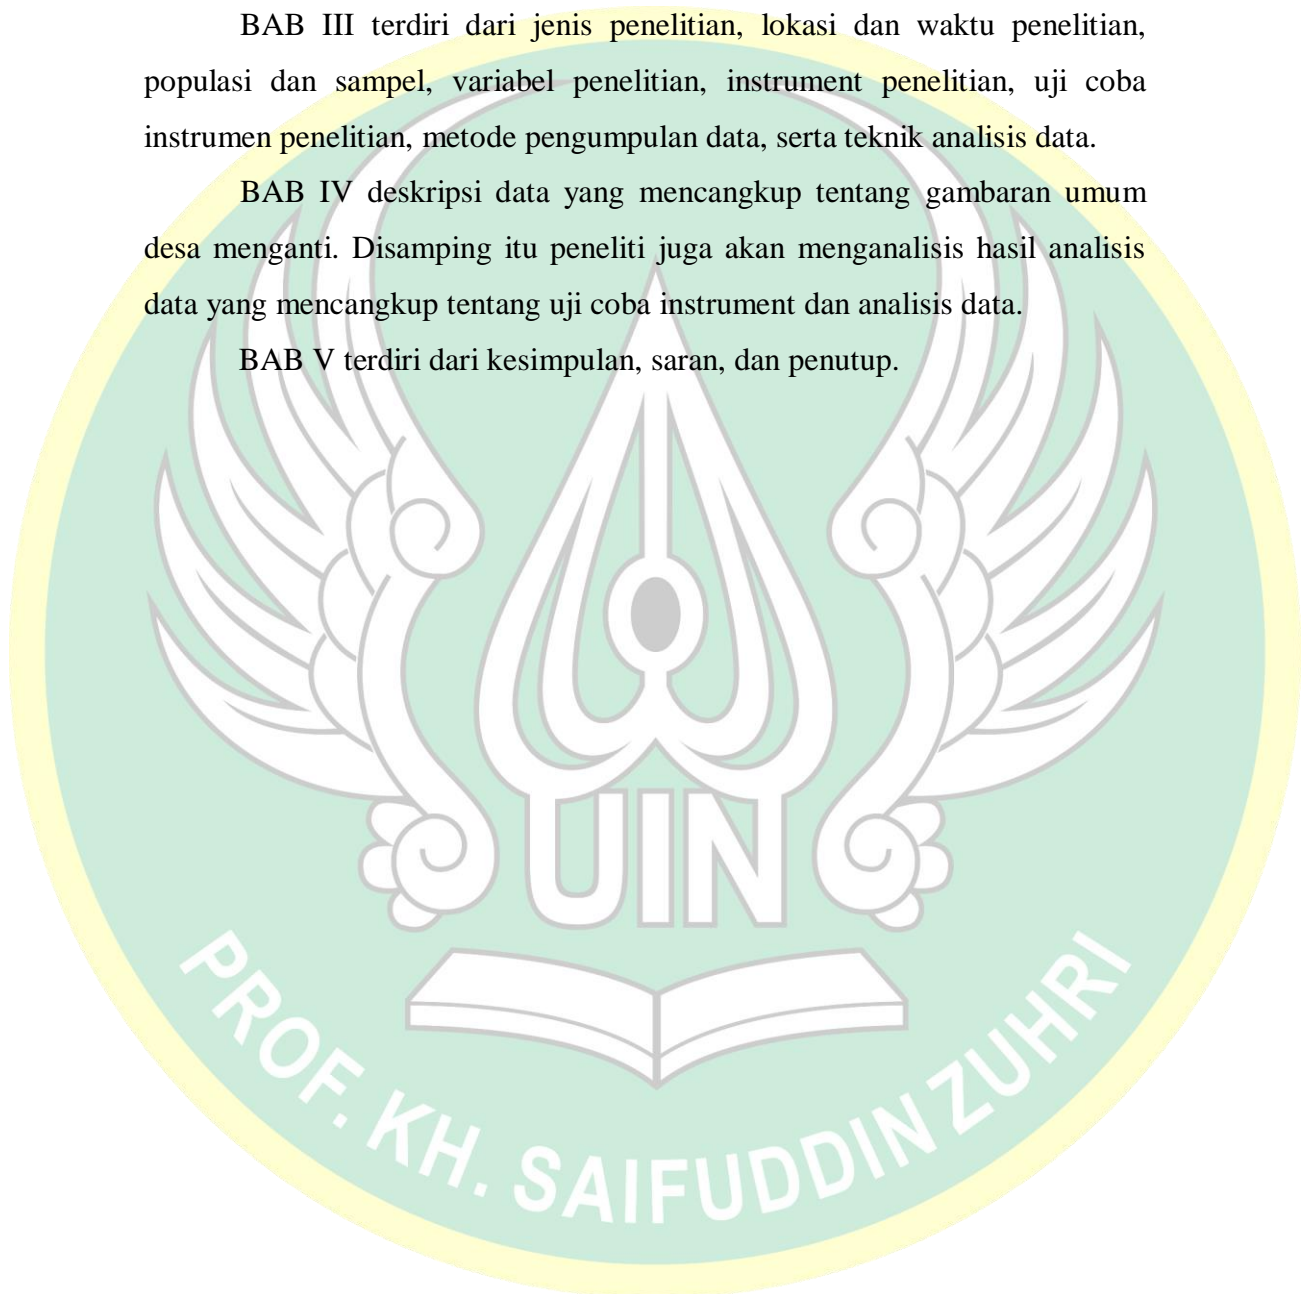 BAB III terdiri dari jenis penelitian, lokasi dan waktu penelitian,
populasi dan sampel, variabel penelitian, instrument penelitian, uji coba
instrumen penelitian, metode pengumpulan data, serta teknik analisis data.
BAB IV deskripsi data yang mencangkup tentang gambaran umum
desa menganti. Disamping itu peneliti juga akan menganalisis hasil analisis
data yang mencangkup tentang uji coba instrument dan analisis data.
BAB V terdiri dari kesimpulan, saran, dan penutup.
UIN
PROF. KH. SAIFUDDIN ZUHRI